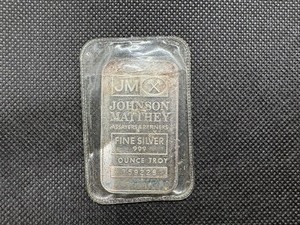 JM
JOHNSON
MATTHEY
ASSAYERS & REFINERS
FINE SILVER
999
1 OUNCE TROY